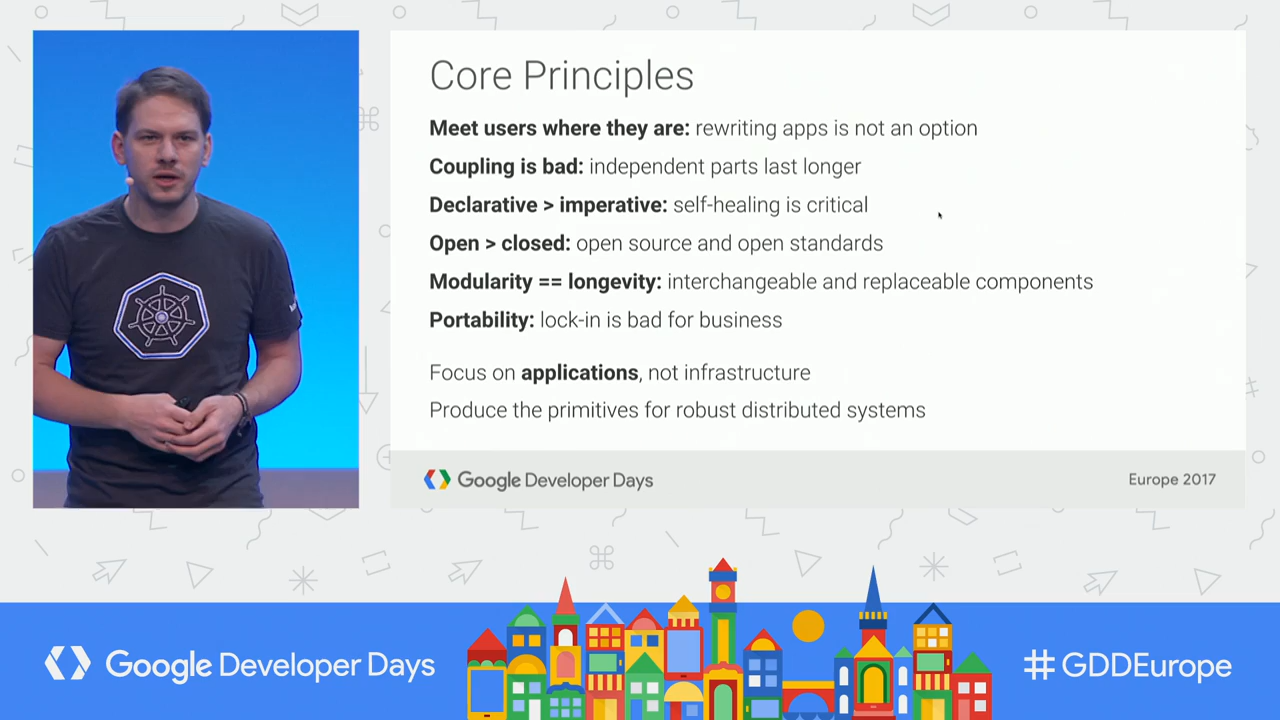 Core Principles
Meet users where they are: rewriting apps is not an option
Coupling is bad: independent parts last longer
Declarative > imperative: self-healing is critical
Open > closed: open source and open standards
Modularity == longevity: interchangeable and replaceable components
Portability: lock-in is bad for business
Focus on applications, not infrastructure
Produce the primitives for robust distributed systems
Google Developer Days
Europe 2017
Google Developer Days
#GDDEurope